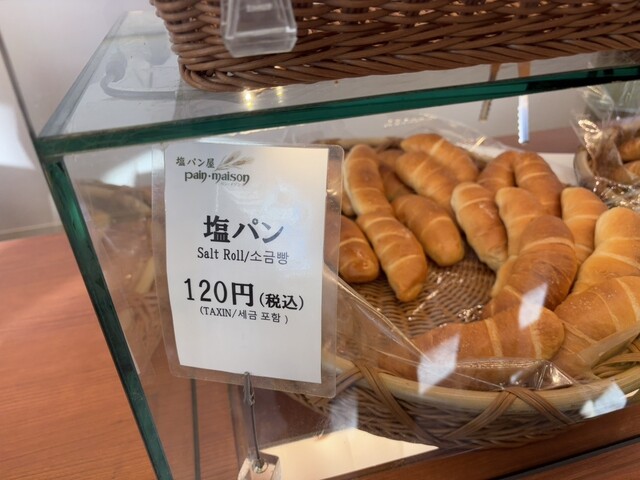 塩パン屋
pain・maison
塩パン
Salt Roll/소금빵
120円(税込)
(TAXIN/세금 포함 )